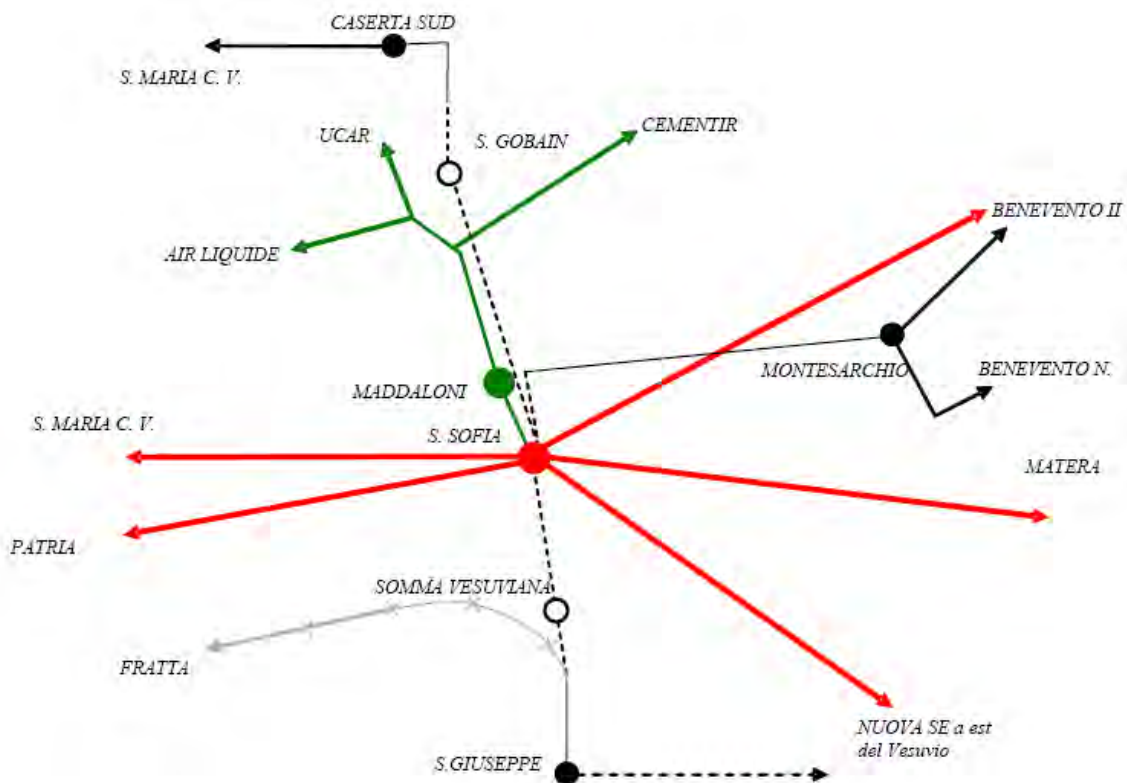 CASERTA SUD
S. MARIA C. V.
UCAR
S. GOBAIN
CEMENTIR
BENEVENTO II
AIR LIQUIDE
MADDALONI
MONTESARCHIO
BENEVENTO N.
S. MARIA C. V.
S. SOFIA
MATERA
PATRIA
SOMMA VESUVIANA
FRATTA
NUOVA SE a est
del Vesuvio
S.GIUSEPPE